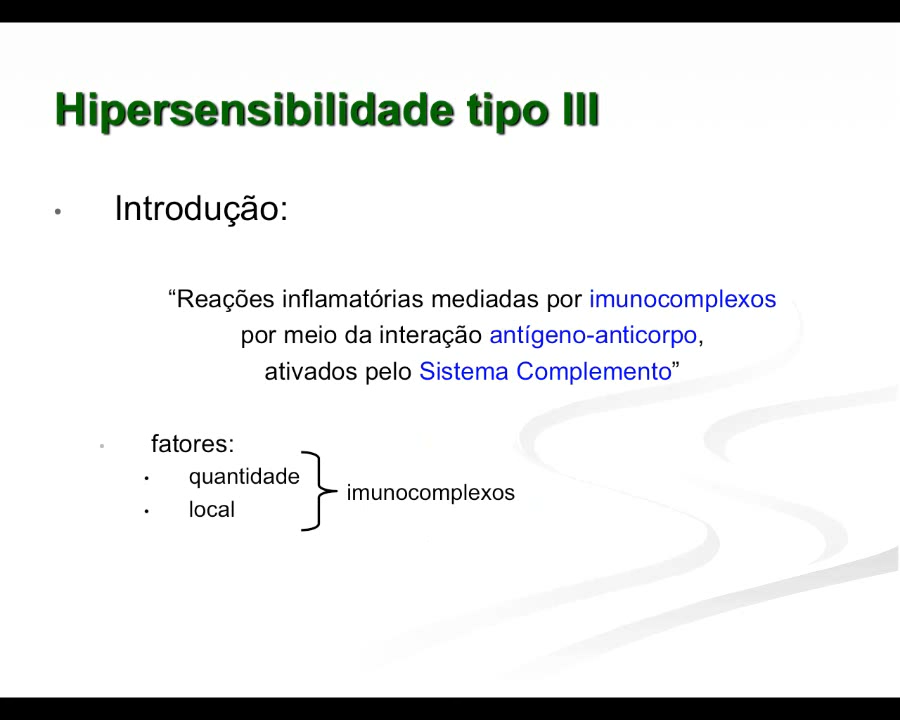 Hipersensibilidade tipo III
• Introdução:
“Reações inflamatórias mediadas por imunocomplexos
por meio da interação antígeno-anticorpo,
ativados pelo Sistema Complemento”
• fatores:
• quantidade
imunocomplexos
• local